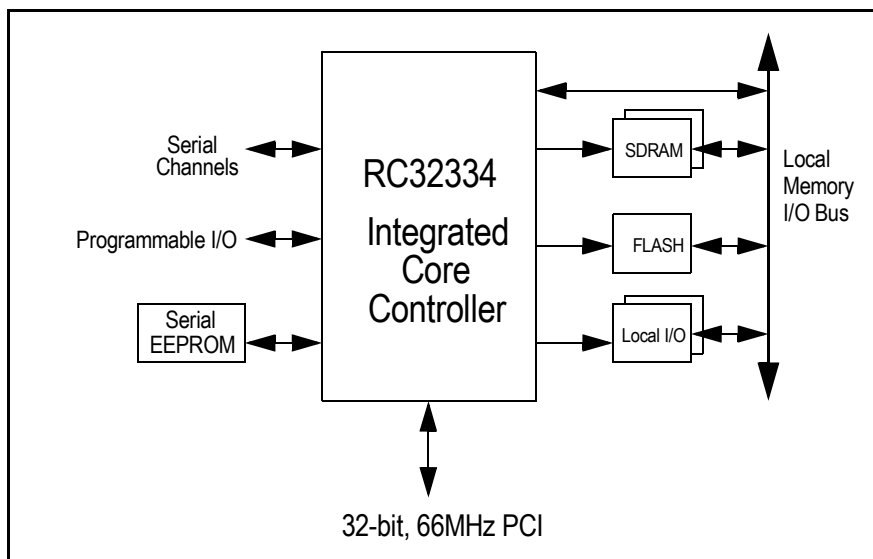 Serial
Channels
Programmable I/O
Serial
EEPROM
RC32334
Integrated
Core
Controller
SDRAM
FLASH
Local I/O
Local
Memory
I/O Bus
32-bit, 66MHz PCI